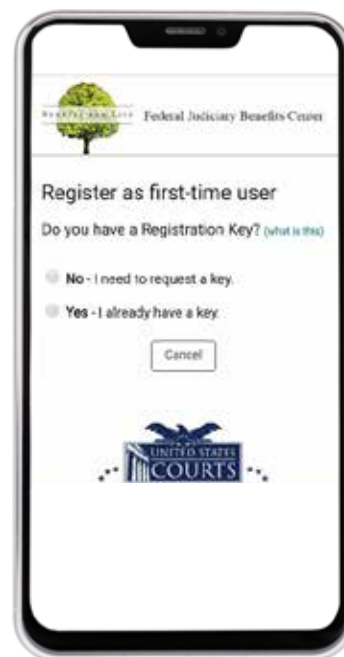 Federal Judiciary Benefits Center
Register as first-time user
Do you have a Registration Key? (what is this)
No - I need to request a key.
Yes - I already have a key.
Cancel
UNITED STATES
COURTS